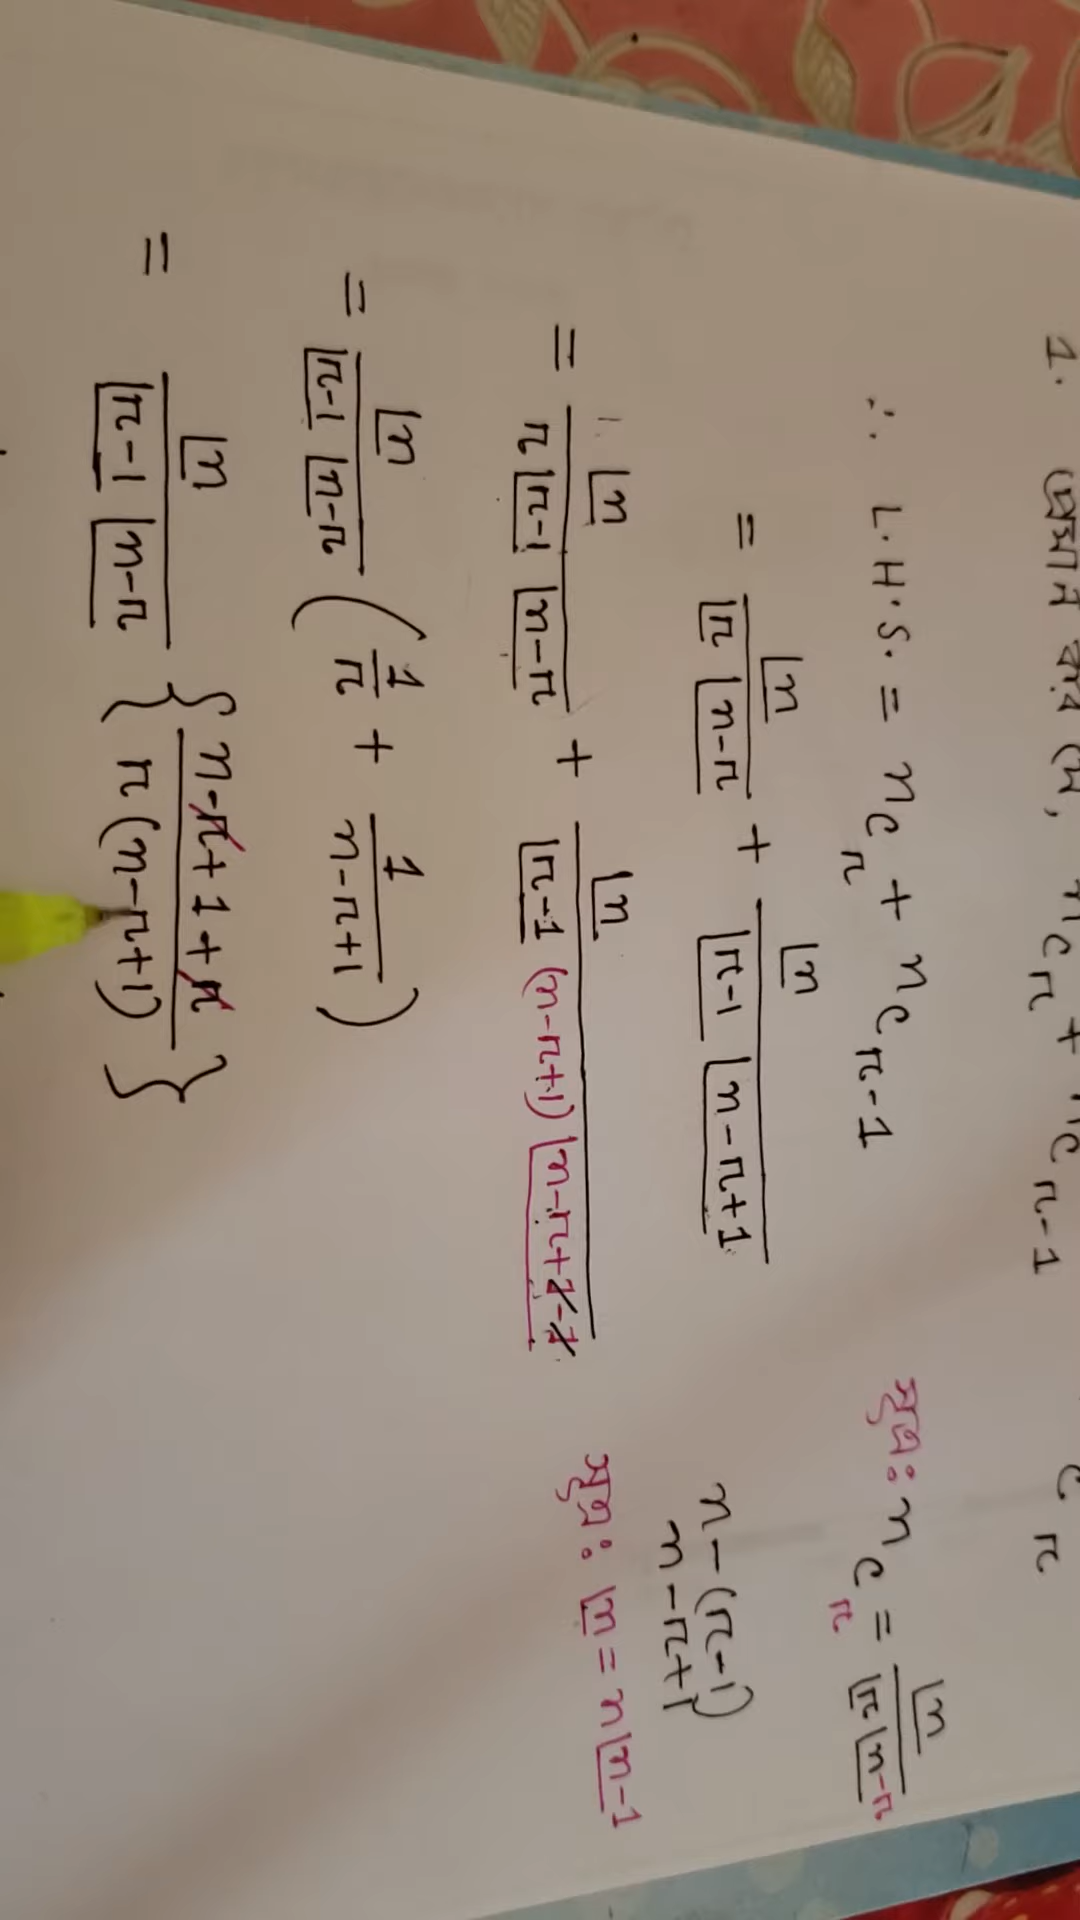 1. প্রমাণ কর যে, nCr + nCr-1 Cr
∴ L.H.S. = nCr + nCr-1 সূত্র: nCr = |n / |r |n-r
= |n / |r |n-r + |n / |r-1 |n-r+1 n-(r-1)
n-r+1
= |n / r |r-1 |n-r + |n / |r-1 (n-r+1) |n-r+1-1 সূত্র: |n = n |n-1
= |n / |r-1 |n-r ( 1/r + 1/n-r+1 )
= |n / |r-1 |n-r { n-r+1+r / r(n-r+1) }